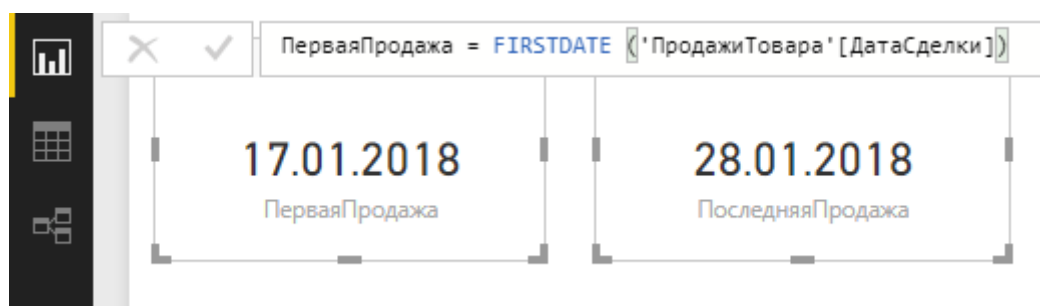 ПерваяПродажа = FIRSTDATE ('ПродажиТовара'[ДатаСделки])
17.01.2018
ПерваяПродажа
28.01.2018
ПоследняяПродажа